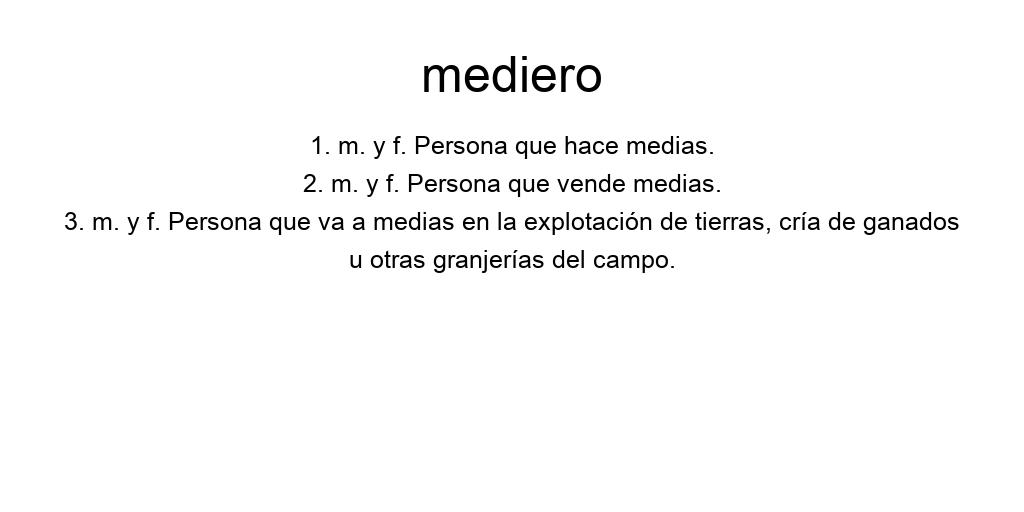 mediero
1. m. y f. Persona que hace medias.
2. m. y f. Persona que vende medias.
3. m. y f. Persona que va a medias en la explotación de tierras, cría de ganados
u otras granjerías del campo.